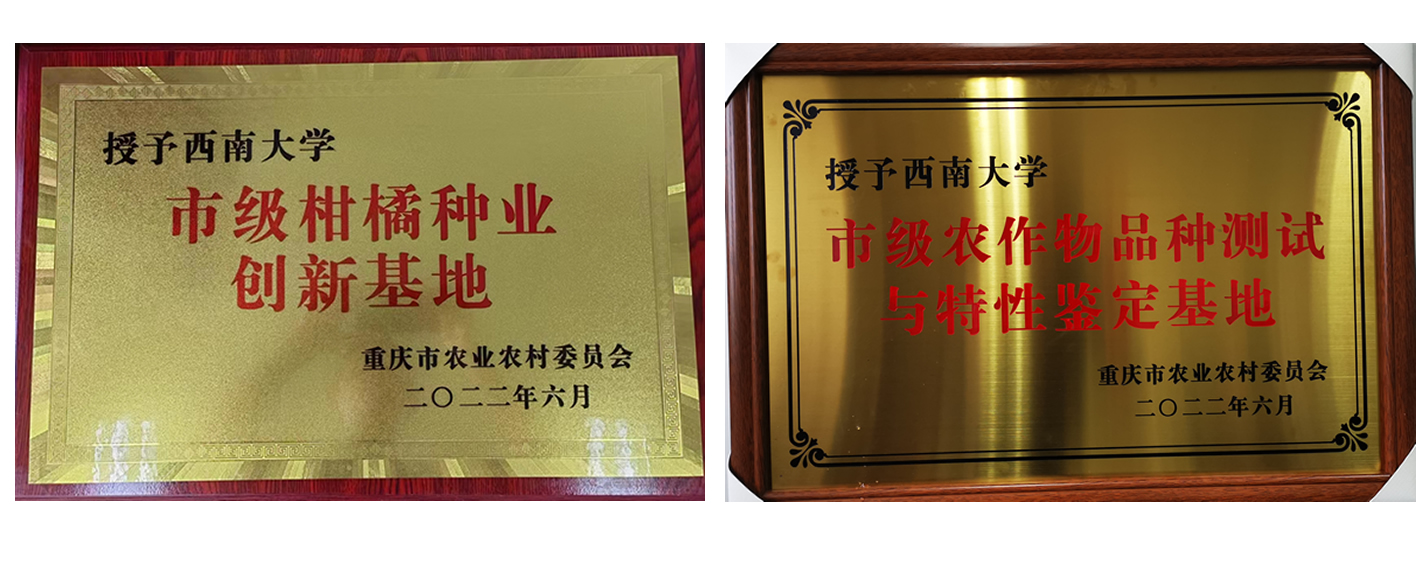 授予西南大学
市级柑橘种业
创新基地
重庆市农业农村委员会
二〇二二年六月
授予西南大学
市级农作物品种测试
与特性鉴定基地
重庆市农业农村委员会
二〇二二年六月